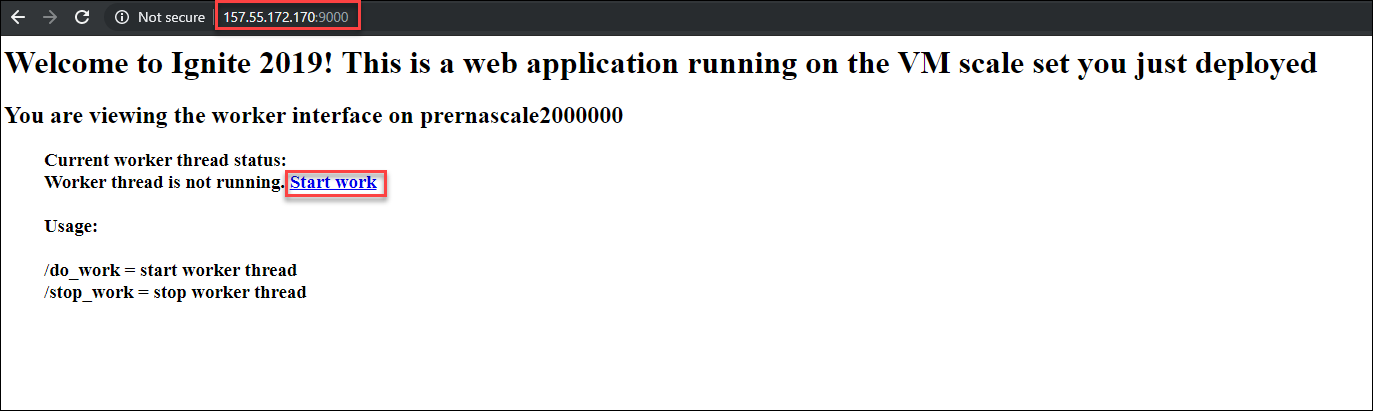 Not secure 157.55.172.170:9000
Welcome to Ignite 2019! This is a web application running on the VM scale set you just deployed
You are viewing the worker interface on prernascale2000000
Current worker thread status:
Worker thread is not running. Start work
Usage:
/do_work = start worker thread
/stop_work = stop worker thread